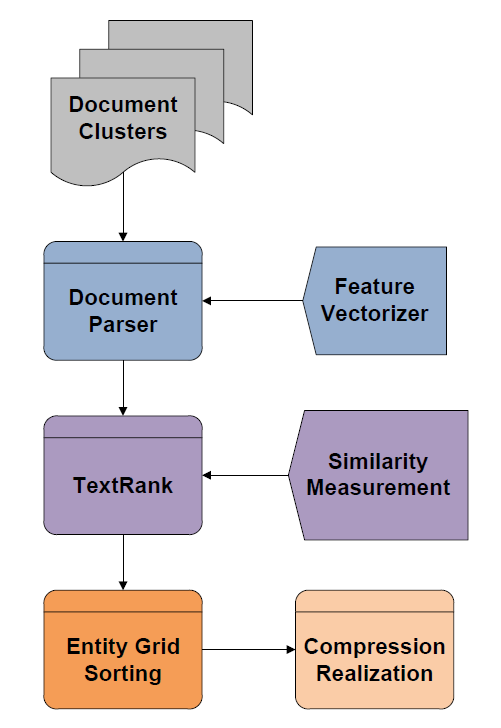 Document
Clusters
Document
Parser
Feature
Vectorizer
TextRank
Similarity
Measurement
Entity Grid
Sorting
Compression
Realization